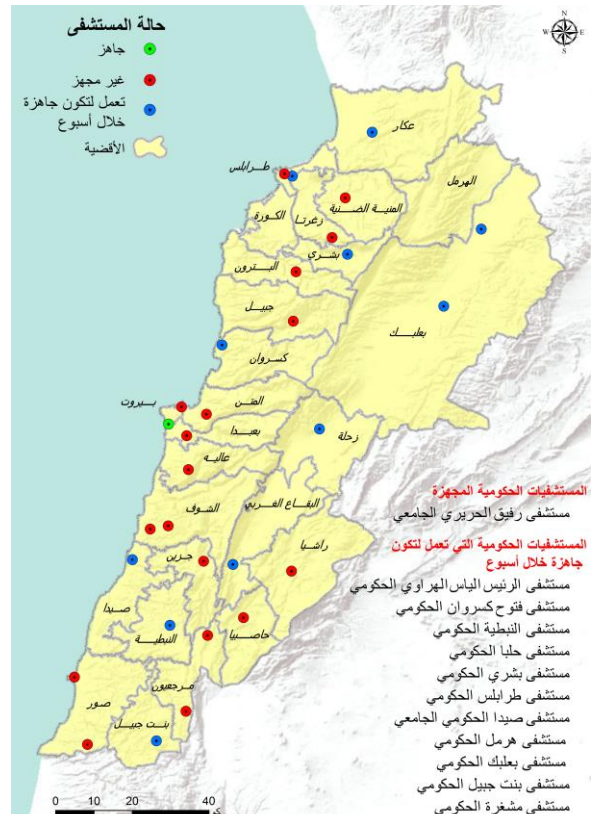 حالة المستشفى
جاهز
غير مجهز
تعمل لتكون جاهزة
خلال أسبوع
الأقضية
N
W
E
S
عكار
طرابلس
الهرمل
المنية الضنية
زغرتا
الكورة
بشري
البترون
جبيل
بعلبك
كسروان
المتن
بيروت
بعبدا
زحلة
عاليه
الشوف
البقاع الغربي
راشيا
جزين
صيدا
النبطية
حاصبيا
مرجعيون
صور
بنت جبيل
المستشفيات الحكومية المجهزة
مستشفى رفيق الحريري الجامعي
المستشفيات الحكومية التي تعمل لتكون
جاهزة خلال أسبوع
مستشفى الرئيس الياس الهراوي الحكومي
مستشفى فتوح كسروان الحكومي
مستشفى النبطية الحكومي
مستشفى حلبا الحكومي
مستشفى بشري الحكومي
مستشفى طرابلس الحكومي
مستشفى صيدا الحكومي الجامعي
مستشفى هرمل الحكومي
مستشفى بعلبك الحكومي
مستشفى بنت جبيل الحكومي
مستشفى مشغرة الحكومي
0 10 20 40